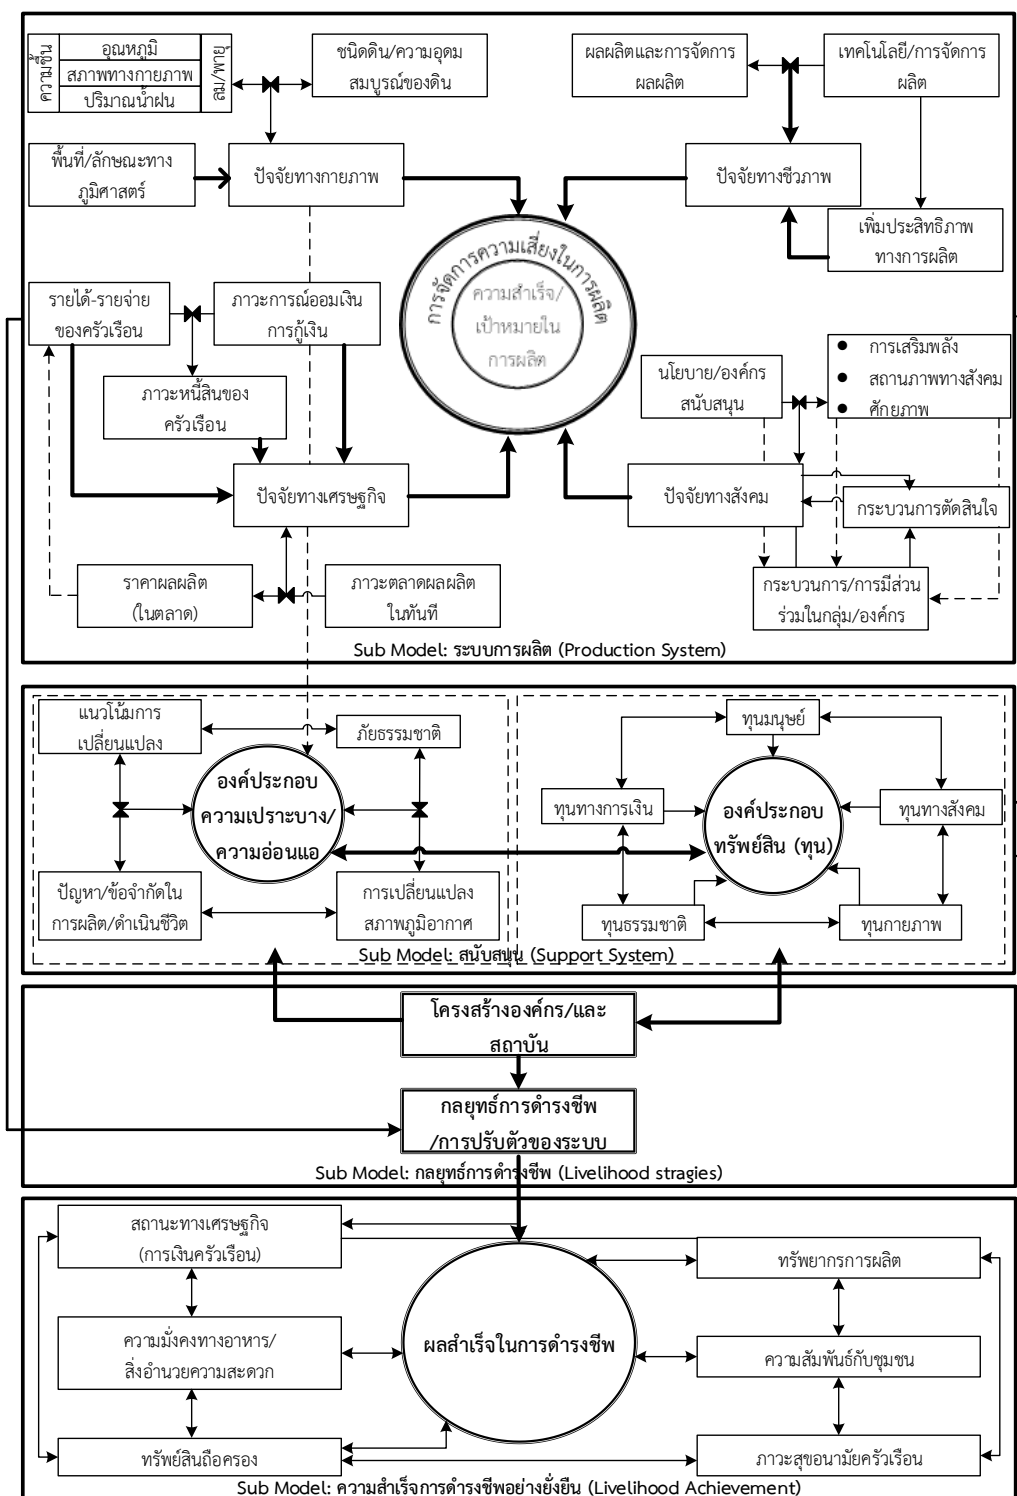 ความชื้น
อุณหภูมิ
สภาพทางกายภาพ
ปริมาณน้ำฝน
ลม/พายุ
ชนิดดิน/ความอุดม
สมบูรณ์ของดิน
ผลผลิตและการจัดการ
ผลผลิต
เทคโนโลยี/การจัดการ
ผลิต
พื้นที่/ลักษณะทาง
ภูมิศาสตร์
ปัจจัยทางกายภาพ
ปัจจัยทางชีวภาพ
เพิ่มประสิทธิภาพ
ทางการผลิต
การจัดการความเสี่ยงในการผลิต
ความสำเร็จ/
เป้าหมายใน
การผลิต
รายได้-รายจ่าย
ของครัวเรือน
ภาวะการณ์ออมเงิน
การกู้เงิน
ภาวะหนี้สินของ
ครัวเรือน
นโยบาย/องค์กร
สนับสนุน
● การเสริมพลัง
● สถานภาพทางสังคม
● ศักยภาพ
ปัจจัยทางเศรษฐกิจ
ปัจจัยทางสังคม
กระบวนการตัดสินใจ
ราคาผลผลิต
(ในตลาด)
ภาวะตลาดผลผลิต
ในทันที
กระบวนการ/การมีส่วน
ร่วมในกลุ่ม/องค์กร
Sub Model: ระบบการผลิต (Production System)
แนวโน้มการ
เปลี่ยนแปลง
ภัยธรรมชาติ
องค์ประกอบ
ความเปราะบาง/
ความอ่อนแอ
ปัญหา/ข้อจำกัดใน
การผลิต/ดำเนินชีวิต
การเปลี่ยนแปลง
สภาพภูมิอากาศ
ทุนมนุษย์
ทุนทางการเงิน
องค์ประกอบ
ทรัพย์สิน (ทุน)
ทุนทางสังคม
ทุนธรรมชาติ
ทุนกายภาพ
Sub Model: สนับสนุน (Support System)
โครงสร้างองค์กร/และ
สถาบัน
กลยุทธ์การดำรงชีพ
/การปรับตัวของระบบ
Sub Model: กลยุทธ์การดำรงชีพ (Livelihood stragies)
สถานะทางเศรษฐกิจ
(การเงินครัวเรือน)
ทรัพยากรการผลิต
ความมั่งคงทางอาหาร/
สิ่งอำนวยความสะดวก
ผลสำเร็จในการดำรงชีพ
ความสัมพันธ์กับชุมชน
ทรัพย์สินถือครอง
ภาวะสุขอนามัยครัวเรือน
Sub Model: ความสำเร็จการดำรงชีพอย่างยั่งยืน (Livelihood Achievement)